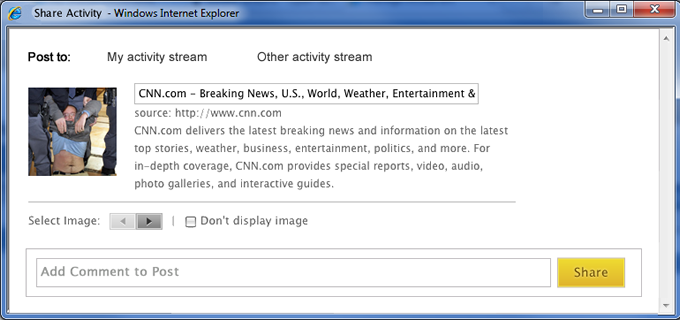 Share Activity - Windows Internet Explorer
Post to: My activity stream Other activity stream
CNN.com – Breaking News, U.S., World, Weather, Entertainment &
source: http://www.cnn.com
CNN.com delivers the latest breaking news and information on the latest
top stories, weather, business, entertainment, politics, and more. For
in-depth coverage, CNN.com provides special reports, video, audio,
photo galleries, and interactive guides.
Select Image: | Don't display image
Add Comment to Post Share